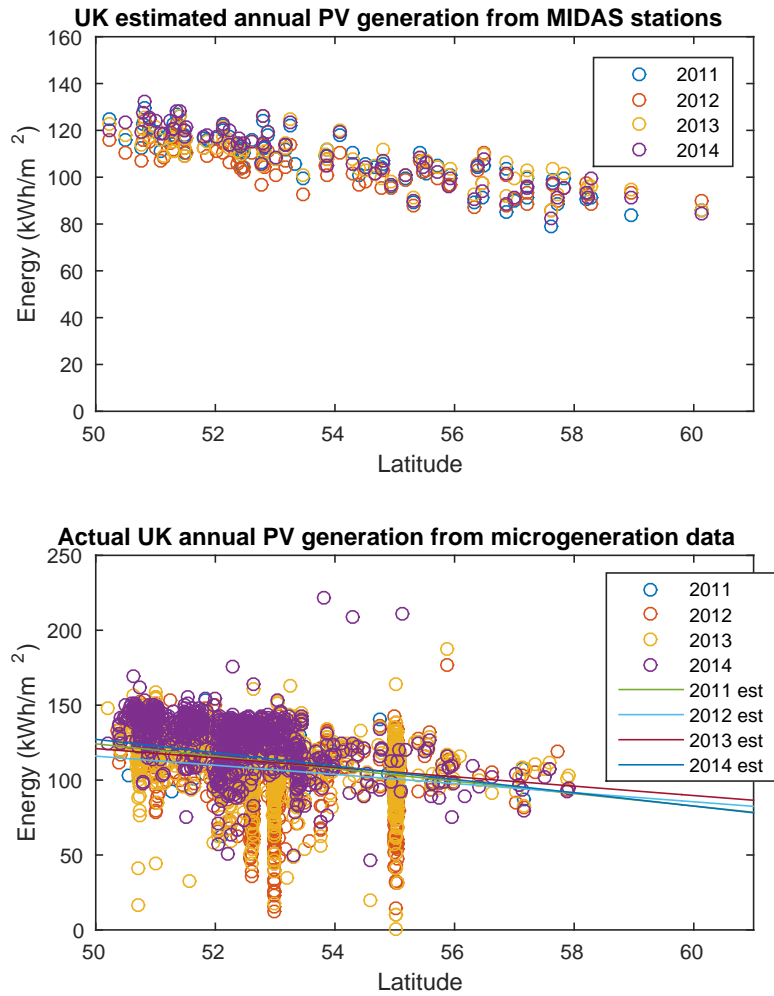 UK estimated annual PV generation from MIDAS stations
160
140
120
100
80
60
40
20
0
Energy (kWh/m 2)
50 52 54 56 58 60
Latitude
2011
2012
2013
2014
Actual UK annual PV generation from microgeneration data
250
200
150
100
50
0
Energy (kWh/m 2)
50 52 54 56 58 60
Latitude
2011
2012
2013
2014
2011 est
2012 est
2013 est
2014 est